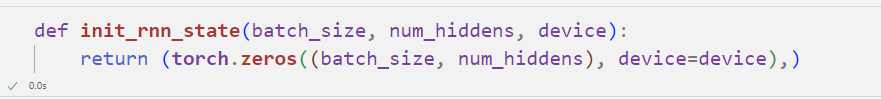 def init_rnn_state(batch_size, num_hiddens, device):
    return (torch.zeros((batch_size, num_hiddens), device=device),)
✓ 0.0s